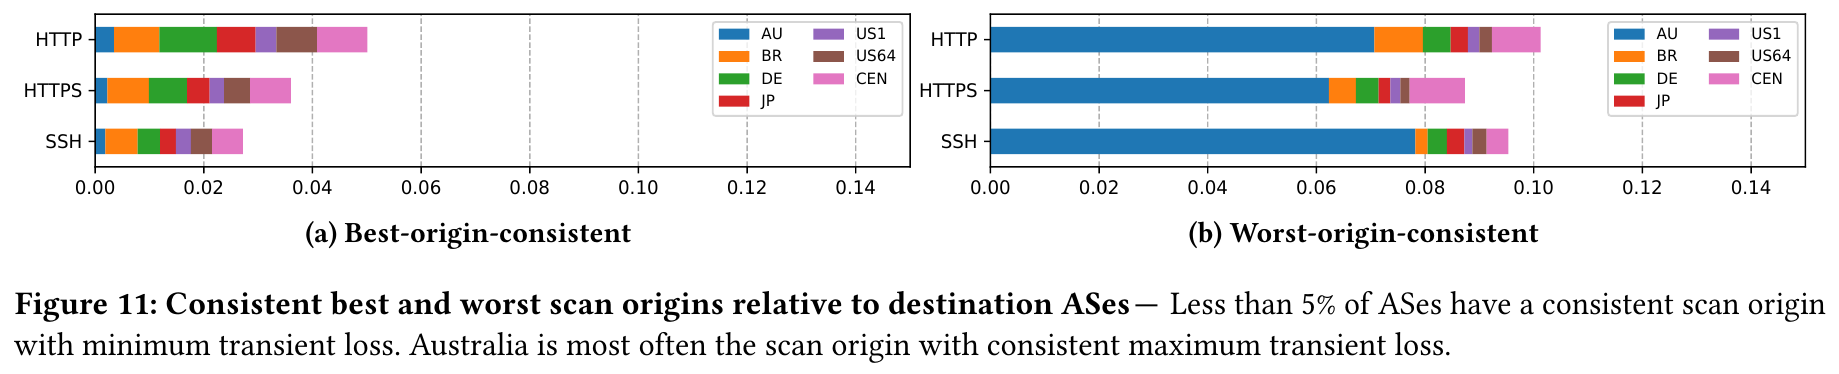 HTTP
HTTPS
SSH
0.00 0.02 0.04 0.06 0.08 0.10 0.12 0.14
AU US1
BR US64
DE CEN
JP
(a) Best-origin-consistent
HTTP
HTTPS
SSH
0.00 0.02 0.04 0.06 0.08 0.10 0.12 0.14
AU US1
BR US64
DE CEN
JP
(b) Worst-origin-consistent
Figure 11: Consistent best and worst scan origins relative to destination ASes— Less than 5% of ASes have a consistent scan origin
with minimum transient loss. Australia is most often the scan origin with consistent maximum transient loss.